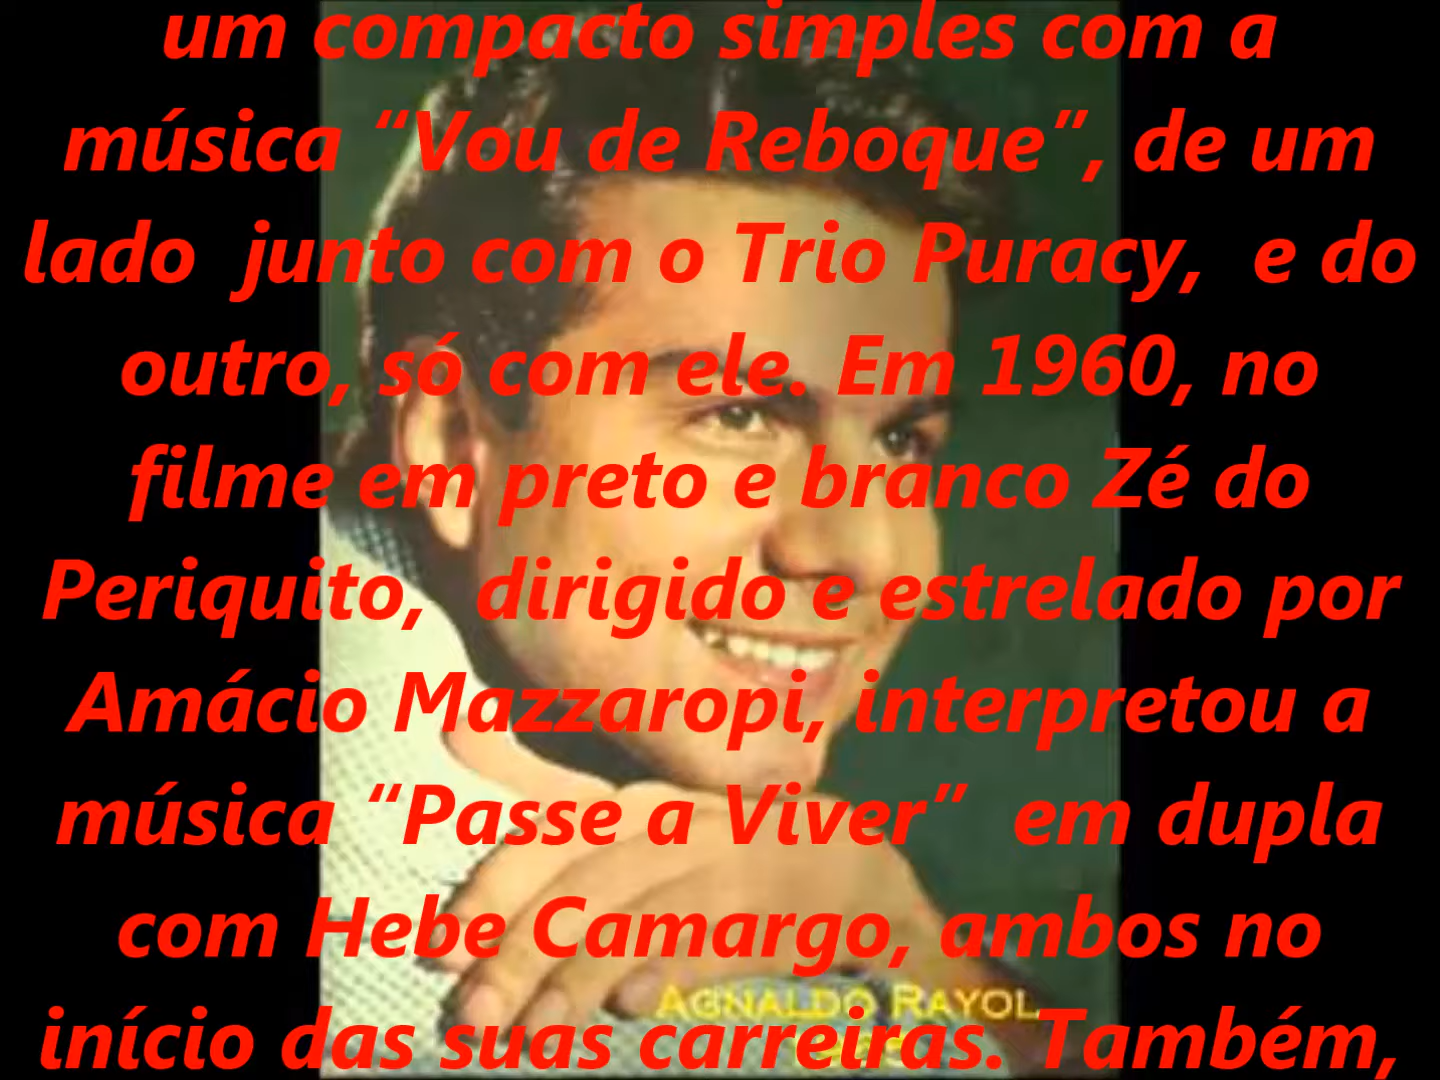 um compacto simples com a
música “Vou de Reboque”, de um
lado junto com o Trio Puracy, e do
outro, só com ele. Em 1960, no
filme em preto e branco Zé do
Periquito, dirigido e estrelado por
Amácio Mazzaropi, interpretou a
música “Passe a Viver” em dupla
com Hebe Camargo, ambos no
AGNALDO RAYOL
início das suas carreiras. Também,